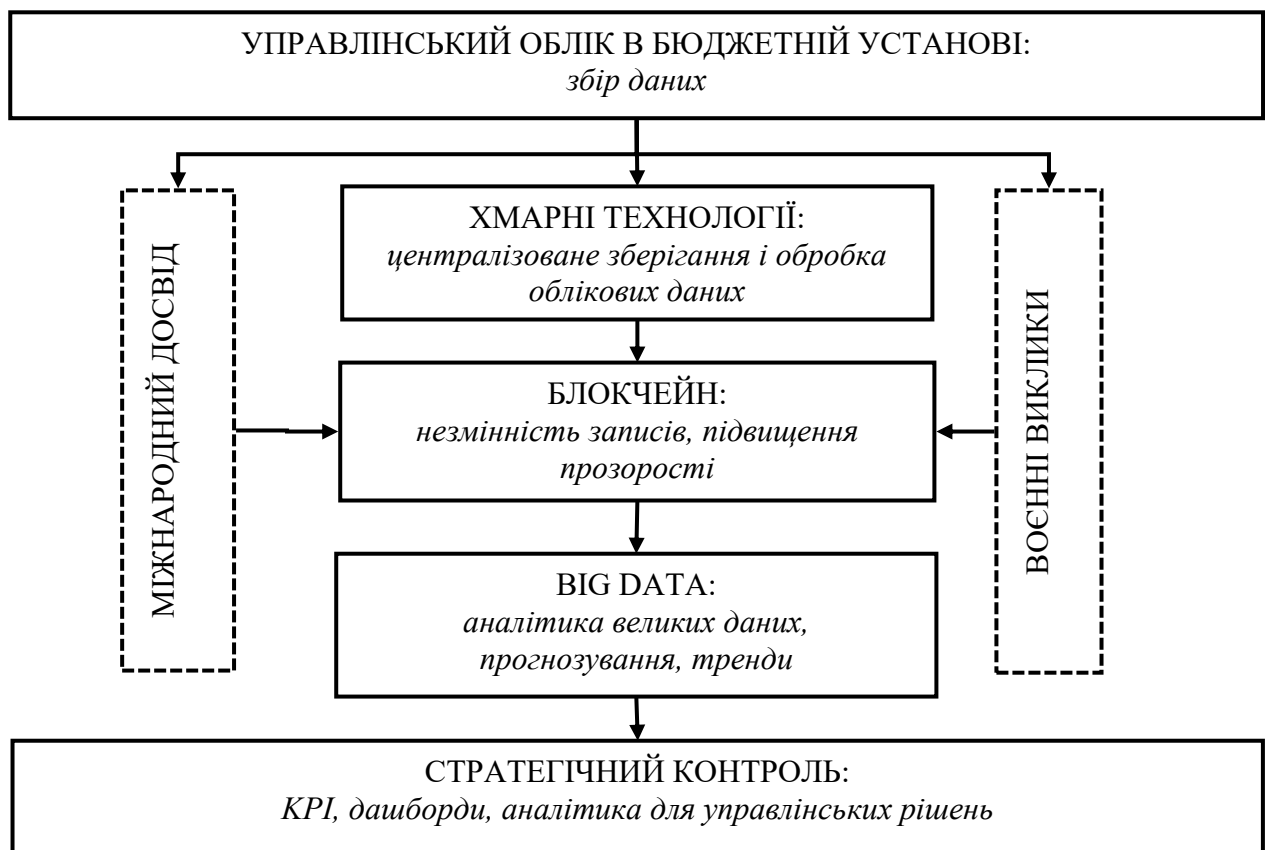 УПРАВЛІНСЬКИЙ ОБЛІК В БЮДЖЕТНІЙ УСТАНОВІ:
збір даних
МІЖНАРОДНИЙ ДОСВІД
ХМАРНІ ТЕХНОЛОГІЇ:
централізоване зберігання і обробка
облікових даних
БЛОКЧЕЙН:
незмінність записів, підвищення
прозорості
BIG DATA:
аналітика великих даних,
прогнозування, тренди
ВОЄННІ ВИКЛИКИ
СТРАТЕГІЧНИЙ КОНТРОЛЬ:
KPI, дашборди, аналітика для управлінських рішень